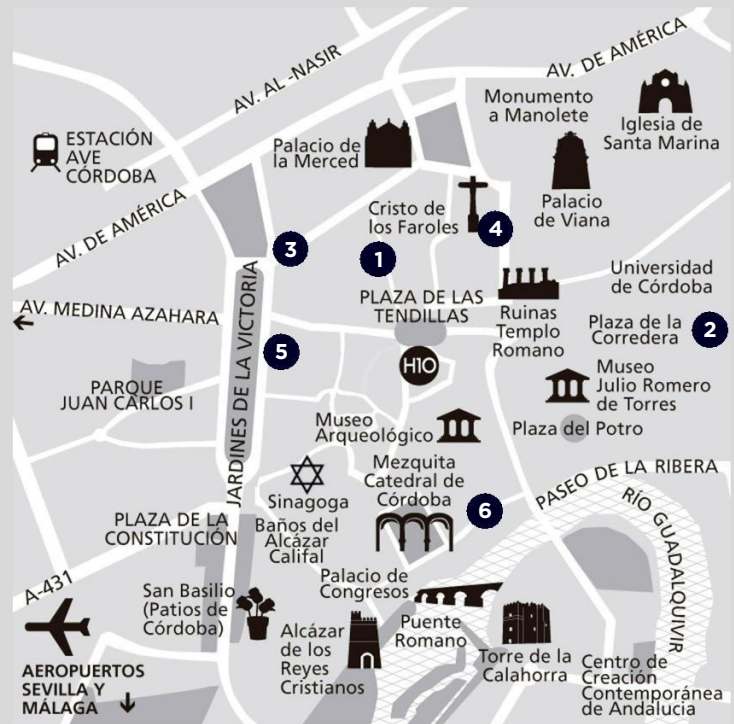 AV. AL -NASIR
AV. DE AMÉRICA
Monumento
a Manolete
Iglesia de
Santa Marina
ESTACIÓN
AVE
CÓRDOBA
Palacio de
la Merced
Palacio
de Viana
Cristo de
los Faroles
4
AV. DE AMÉRICA
3
1
Universidad
de Córdoba
PLAZA DE LAS
TENDILLAS
Ruinas
Templo
Romano
AV. MEDINA AZAHARA
Plaza de la
Corredera
2
JARDINES DE LA VICTORIA
5
H10
PARQUE
JUAN CARLOS I
Museo
Julio Romero
de Torres
Museo
Arqueológico
Plaza del Potro
Mezquita
Catedral de
Córdoba
PASEO DE LA RIBERA
Sinagoga
6
RÍO GUADALQUIVIR
PLAZA DE LA
CONSTITUCIÓN
Baños del
Alcázar
Califal
A-431
San Basilio
(Patios de
Córdoba)
Palacio de
Congresos
Puente
Romano
Alcázar
de los
Reyes
Cristianos
Torre de la
Calahorra
Centro de
Creación
Contemporánea
de Andalucia
AEROPUERTOS
SEVILLA Y
MÁLAGA